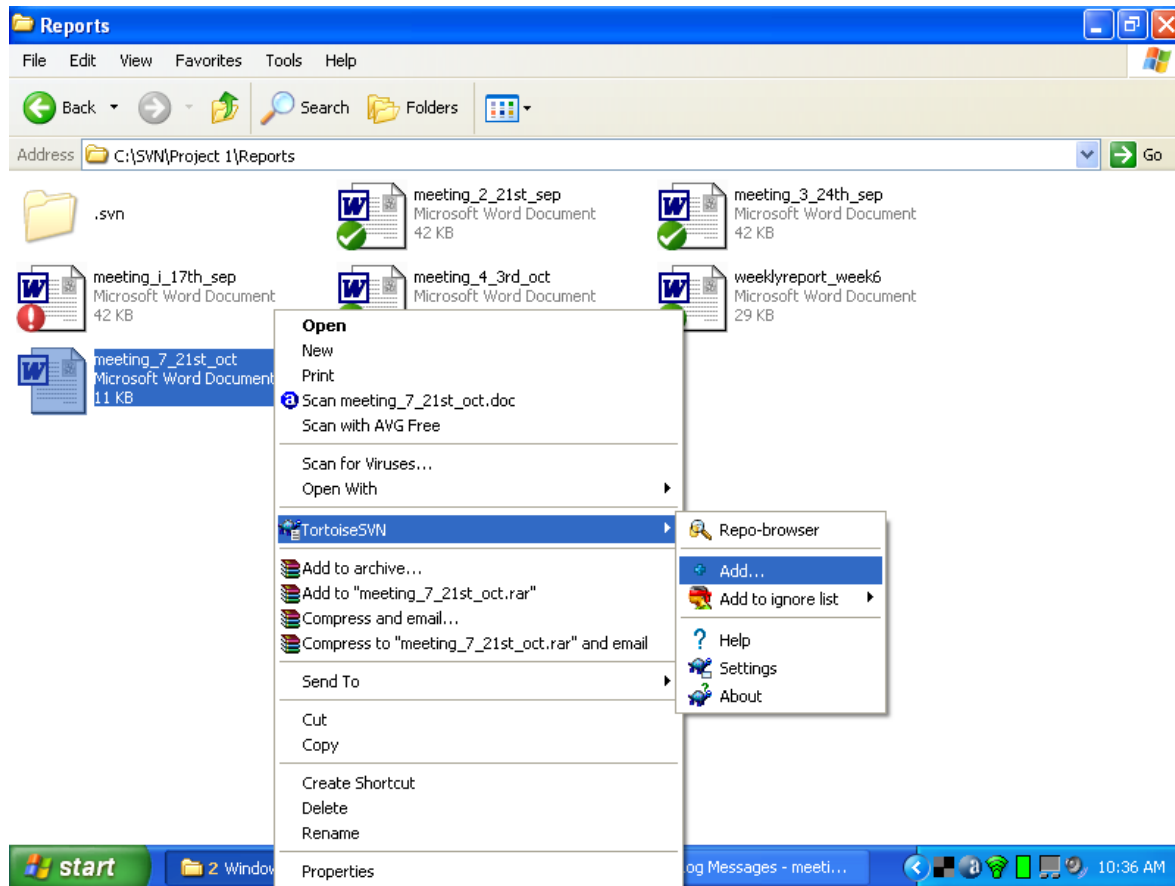 Reports
File Edit View Favorites Tools Help
Back Search Folders
Address C:\SVN\Project 1\Reports Go
.svn
meeting_2_21st_sep
Microsoft Word Document
42 KB
meeting_3_24th_sep
Microsoft Word Document
42 KB
meeting_i_17th_sep
Microsoft Word Document
42 KB
meeting_4_3rd_oct
Microsoft Word Document
weeklyreport_week6
Microsoft Word Document
29 KB
meeting_7_21st_oct
Microsoft Word Document
11 KB
Open
New
Print
Scan meeting_7_21st_oct.doc
Scan with AVG Free
Scan for Viruses...
Open With
TortoiseSVN
Add to archive...
Add to "meeting_7_21st_oct.rar"
Compress and email...
Compress to "meeting_7_21st_oct.rar" and email
Send To
Cut
Copy
Create Shortcut
Delete
Rename
Properties
Repo-browser
Add...
Add to ignore list
Help
Settings
About
start
2 Window
og Messages - meeti...
10:36 AM